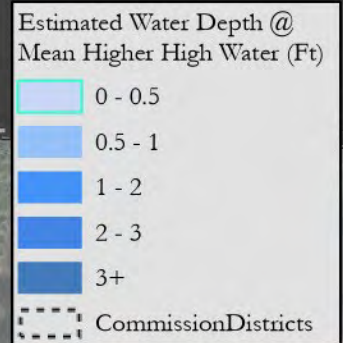 Estimated Water Depth @
Mean Higher High Water (Ft)
0 - 0.5
0.5 - 1
1 - 2
2 - 3
3+
CommissionDistricts